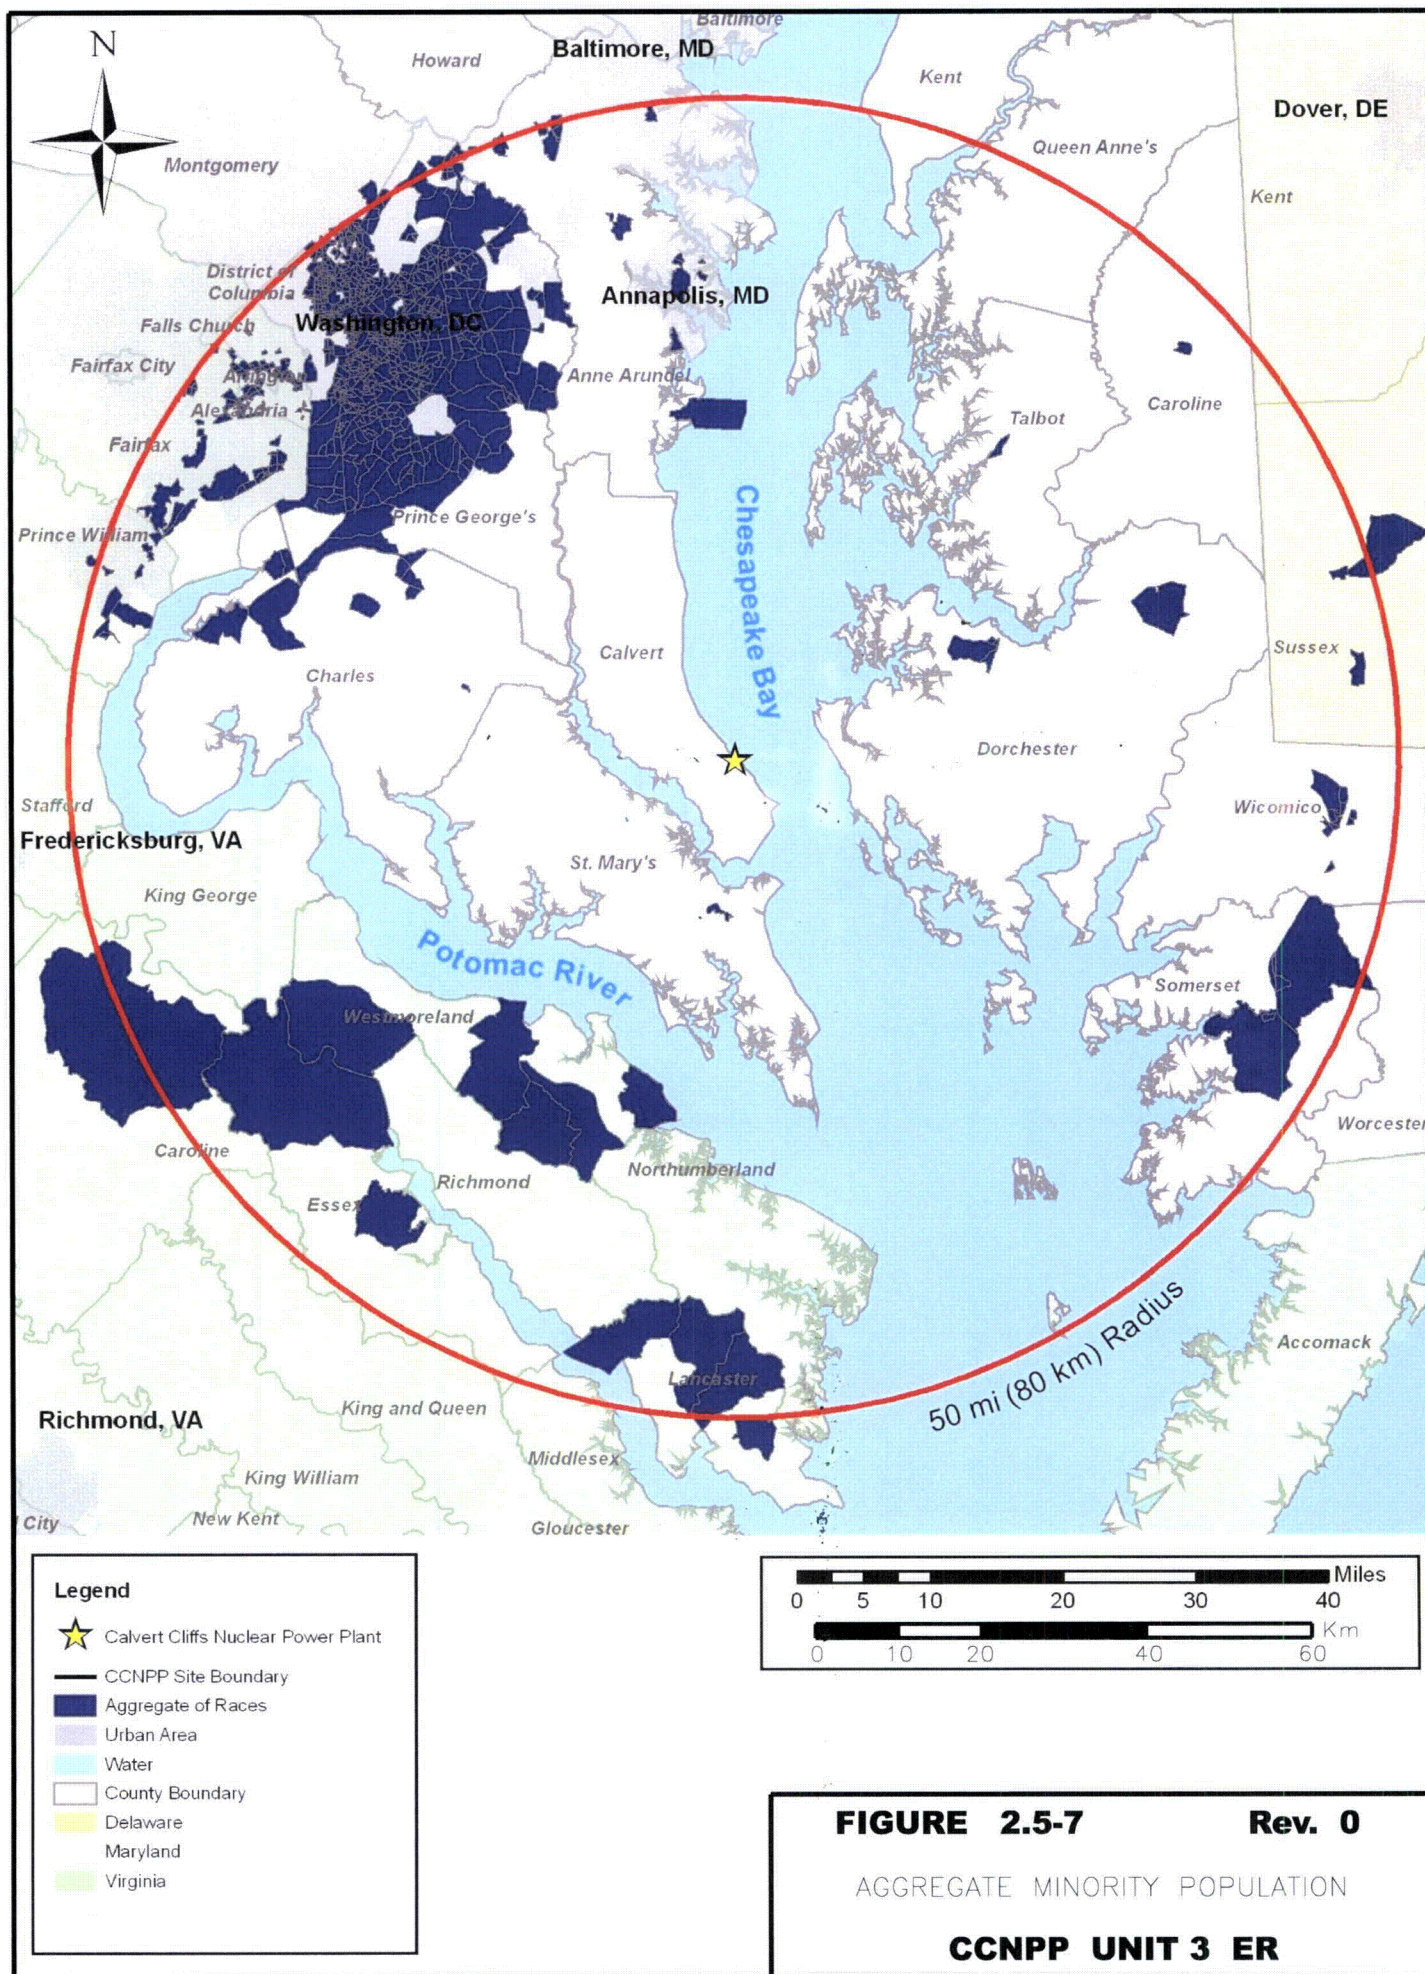 N
Baltimore
Baltimore, MD
Howard
Kent
Dover, DE
Queen Anne's
Montgomery
Kent
District of
Columbia
Annapolis, MD
Falls Church
Washington, DC
Fairfax City
Arlington
Anne Arundel
Alexandria
Talbot
Caroline
Fairfax
Chesapeake Bay
Prince George's
Prince William
Calvert
Sussex
Charles
Dorchester
Stafford
Wicomico
Fredericksburg, VA
St. Mary's
King George
Potomac River
Somerset
Westmoreland
Worcester
Caroline
Richmond
Northumberland
Essex
50 mi (80 km) Radius
Accomack
Lancaster
Richmond, VA
King and Queen
Middlesex
King William
New Kent
City
Gloucester
Legend
Calvert Cliffs Nuclear Power Plant
CCNPP Site Boundary
Aggregate of Races
Urban Area
Water
County Boundary
Delaware
Maryland
Virginia
Miles
0 5 10 20 30 40
Km
0 10 20 40 60
FIGURE 2.5-7 Rev. 0
AGGREGATE MINORITY POPULATION
CCNPP UNIT 3 ER